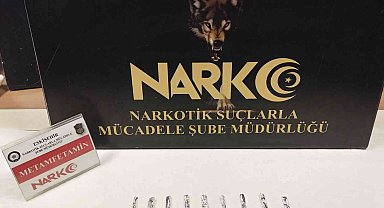 NARKO
NARKOTİK SUÇLARLA
MÜCADELE ŞUBE MÜDÜRLÜĞÜ
ESKİŞEHİR
METAMFETAMİN
NARKO